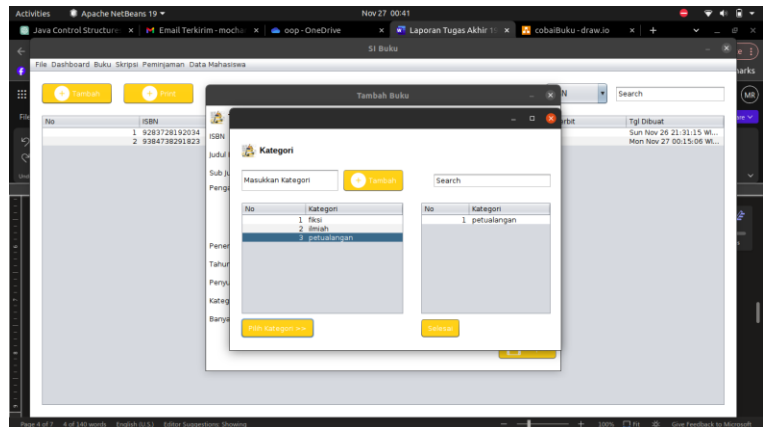 Activities Apache NetBeans 19 Nov 27 00:41
Java Control Structure: × Email Terkirim - mocha × oop - OneDrive × Laporan Tugas Akhir × cobaiBuku - draw.io × +
SI Buku
File Dashboard Buku Skripsi Peminjaman Data Mahasiswa
arks
Tambah Print N Search MR
File
Tambah Buku
No ISBN rbit Tgl Dibuat
1 9283728192034 Sun Nov 26 21:31:15 WI...
2 9384738291823 Mon Nov 27 00:15:06 WI...
ISBN
Judul
Sub Ju
Penga
Pener
Tahur
Penyu
Kateg
Banya
Kategori
Masukkan Kategori Tambah Search
No Kategori No Kategori
1 fiksi 1 petualangan
2 ilmiah
3 petualangan
Pilih Kategori >> Selesai
Page 4 of 7 4 of 140 words English (U.S.) Editor Suggestions: Showing 100% Fit Give Feedback to Microsoft